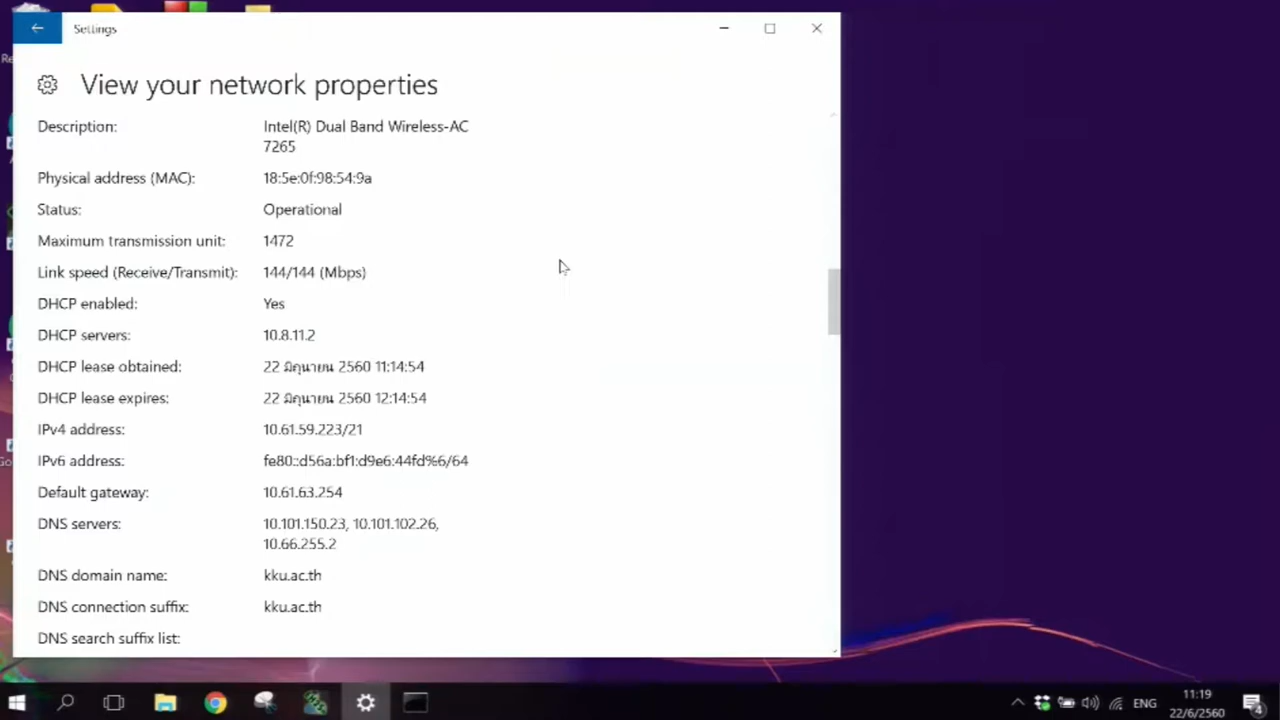 Settings
View your network properties
Description: Intel(R) Dual Band Wireless-AC
7265
Physical address (MAC): 18:5e:0f:98:54:9a
Status: Operational
Maximum transmission unit: 1472
Link speed (Receive/Transmit): 144/144 (Mbps)
DHCP enabled: Yes
DHCP servers: 10.8.11.2
DHCP lease obtained: 22 มิถุนายน 2560 11:14:54
DHCP lease expires: 22 มิถุนายน 2560 12:14:54
IPv4 address: 10.61.59.223/21
IPv6 address: fe80::d56a:bf1:d9e6:44fd%6/64
Default gateway: 10.61.63.254
DNS servers: 10.101.150.23, 10.101.102.26,
10.66.255.2
DNS domain name: kku.ac.th
DNS connection suffix: kku.ac.th
DNS search suffix list:
ENG
11:19
22/6/2560
4